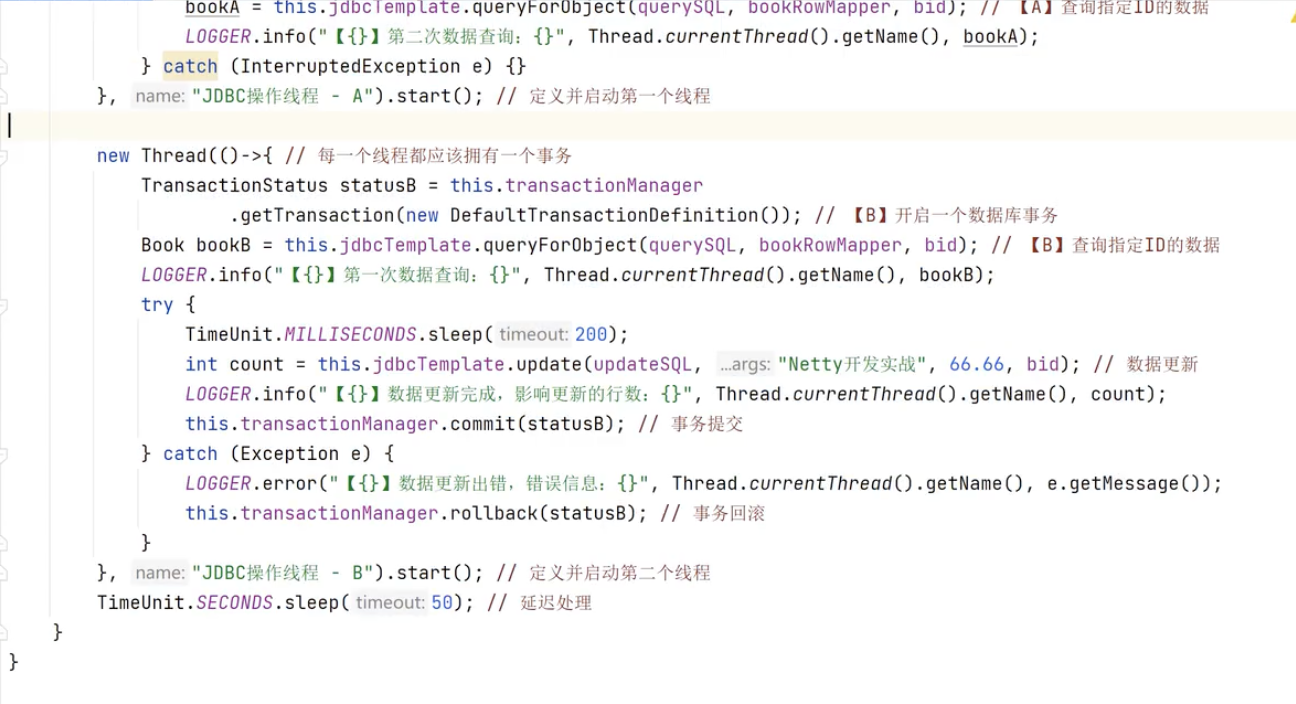 bookA = this.jdbcTemplate.queryForObject(querySQL, bookRowMapper, bid); // 【A】查询指定ID的数据
LOGGER.info("【{}】第二次数据查询：{}", Thread.currentThread().getName(), bookA);
} catch (InterruptedException e) {}
}, name: "JDBC操作线程 - A").start(); // 定义并启动第一个线程
new Thread(()->{ // 每一个线程都应该拥有一个事务
TransactionStatus statusB = this.transactionManager
.getTransaction(new DefaultTransactionDefinition()); // 【B】开启一个数据库事务
Book bookB = this.jdbcTemplate.queryForObject(querySQL, bookRowMapper, bid); // 【B】查询指定ID的数据
LOGGER.info("【{}】第一次数据查询：{}", Thread.currentThread().getName(), bookB);
try {
TimeUnit.MILLISECONDS.sleep( timeout: 200);
int count = this.jdbcTemplate.update(updateSQL, ...args: "Netty开发实战", 66.66, bid); // 数据更新
LOGGER.info("【{}】数据更新完成，影响更新的行数：{}", Thread.currentThread().getName(), count);
this.transactionManager.commit(statusB); // 事务提交
} catch (Exception e) {
LOGGER.error("【{}】数据更新出错，错误信息：{}", Thread.currentThread().getName(), e.getMessage());
this.transactionManager.rollback(statusB); // 事务回滚
}
}, name: "JDBC操作线程 - B").start(); // 定义并启动第二个线程
TimeUnit.SECONDS.sleep( timeout: 50); // 延迟处理
}
}